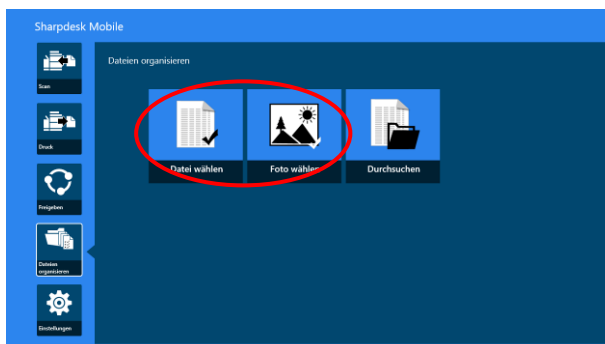 Sharpdesk Mobile
Scan
Druck
Freigeben
Dateien
organisieren
Einstellungen
Dateien organisieren
Datei wählen
Foto wählen
Durchsuchen